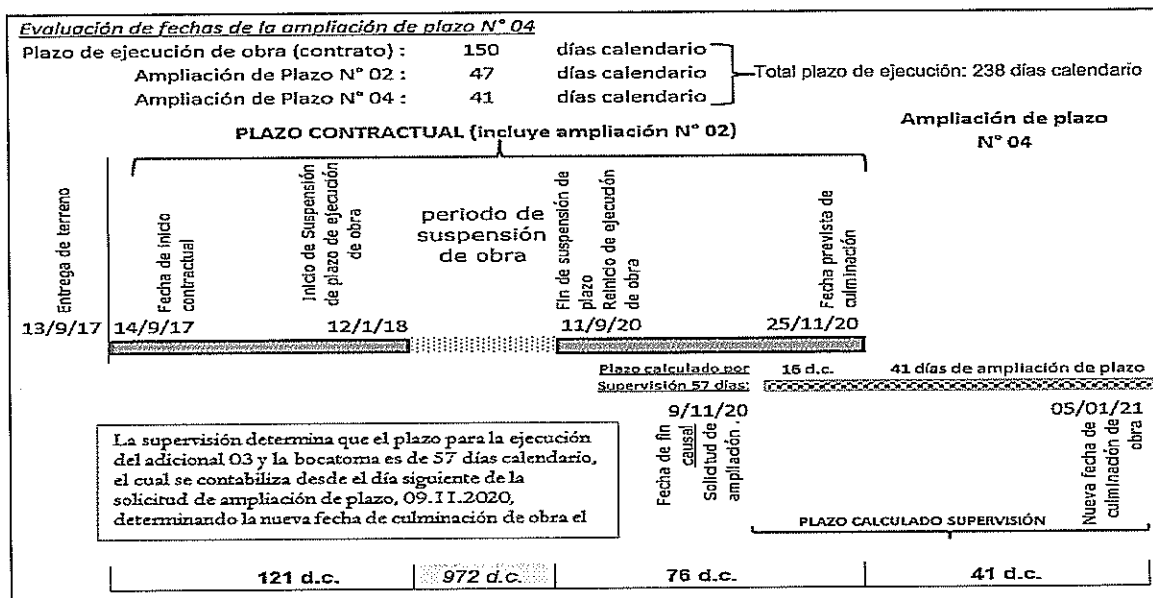 Evaluación de fechas de la ampliación de plazo N° 04
Plazo de ejecución de obra (contrato) : 150 días calendario
Ampliación de Plazo N° 02 : 47 días calendario
Ampliación de Plazo N° 04 : 41 días calendario
Total plazo de ejecución: 238 días calendario
PLAZO CONTRACTUAL (incluye ampliación N° 02)
Ampliación de plazo
N° 04
Entrega de terreno
Fecha de inicio
contractual
Inicio de Suspensión
de plazo de ejecución
de obra
periodo de
suspensión
de obra
Fin de suspensión de
plazo
Reinicio de ejecución
de obra
Fecha prevista de
culminación
13/9/17 14/9/17 12/1/18 11/9/20 25/11/20
Plazo calculado por
Supervisión 57 días:
16 d.c. 41 días de ampliación de plazo
9/11/20 05/01/21
Fecha de fin
causal
Solicitud de
ampliación .
Nueva fecha de
culminación de
obra
La supervisión determina que el plazo para la ejecución
del adicional 03 y la bocatoma es de 57 días calendario,
el cual se contabiliza desde el día siguiente de la
solicitud de ampliación de plazo, 09.11.2020,
determinando la nueva fecha de culminación de obra el
PLAZO CALCULADO SUPERVISIÓN
121 d.c. 972 d.c. 76 d.c. 41 d.c.